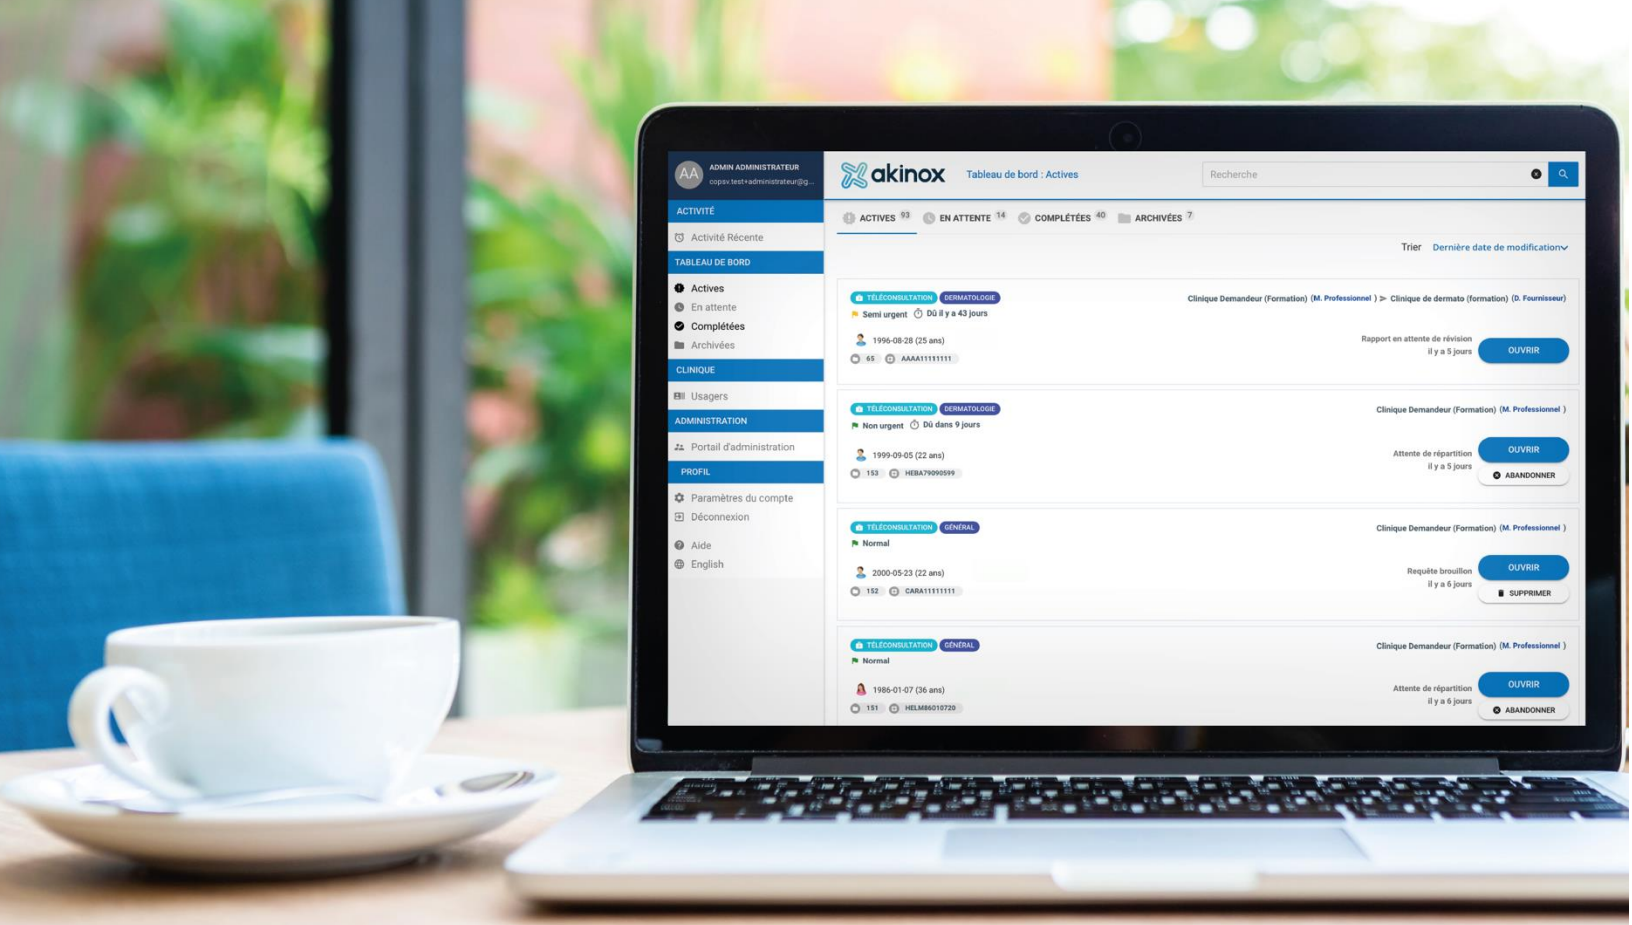 AA
ADMIN ADMINISTRATEUR
copsv.test+administrateur@g...
akinox
Tableau de bord : Actives
Recherche
ACTIVITÉ
Activité Récente
TABLEAU DE BORD
Actives
En attente
Complétées
Archivées
CLINIQUE
Usagers
ADMINISTRATION
Portail d'administration
PROFIL
Paramètres du compte
Déconnexion
Aide
English
ACTIVES 93
EN ATTENTE 14
COMPLÉTÉES 40
ARCHIVÉES 7
Trier Dernière date de modification
TÉLÉCONSULTATION DERMATOLOGIE
Clinique Demandeur (Formation) (M. Professionnel ) > Clinique de dermato (formation) (D. Fournisseur)
Semi urgent Dû il y a 43 jours
1996-08-28 (25 ans)
65 AAAA11111111
Rapport en attente de révision
il y a 5 jours
OUVRIR
TÉLÉCONSULTATION DERMATOLOGIE
Clinique Demandeur (Formation) (M. Professionnel )
Non urgent Dû dans 9 jours
1999-09-05 (22 ans)
153 HEBA79090599
Attente de répartition
il y a 5 jours
OUVRIR
ABANDONNER
TÉLÉCONSULTATION GÉNÉRAL
Clinique Demandeur (Formation) (M. Professionnel )
Normal
2000-05-23 (22 ans)
152 CARA11111111
Requête brouillon
il y a 6 jours
OUVRIR
SUPPRIMER
TÉLÉCONSULTATION GÉNÉRAL
Clinique Demandeur (Formation) (M. Professionnel )
Normal
1986-01-07 (36 ans)
151 HELM86010720
Attente de répartition
il y a 6 jours
OUVRIR
ABANDONNER